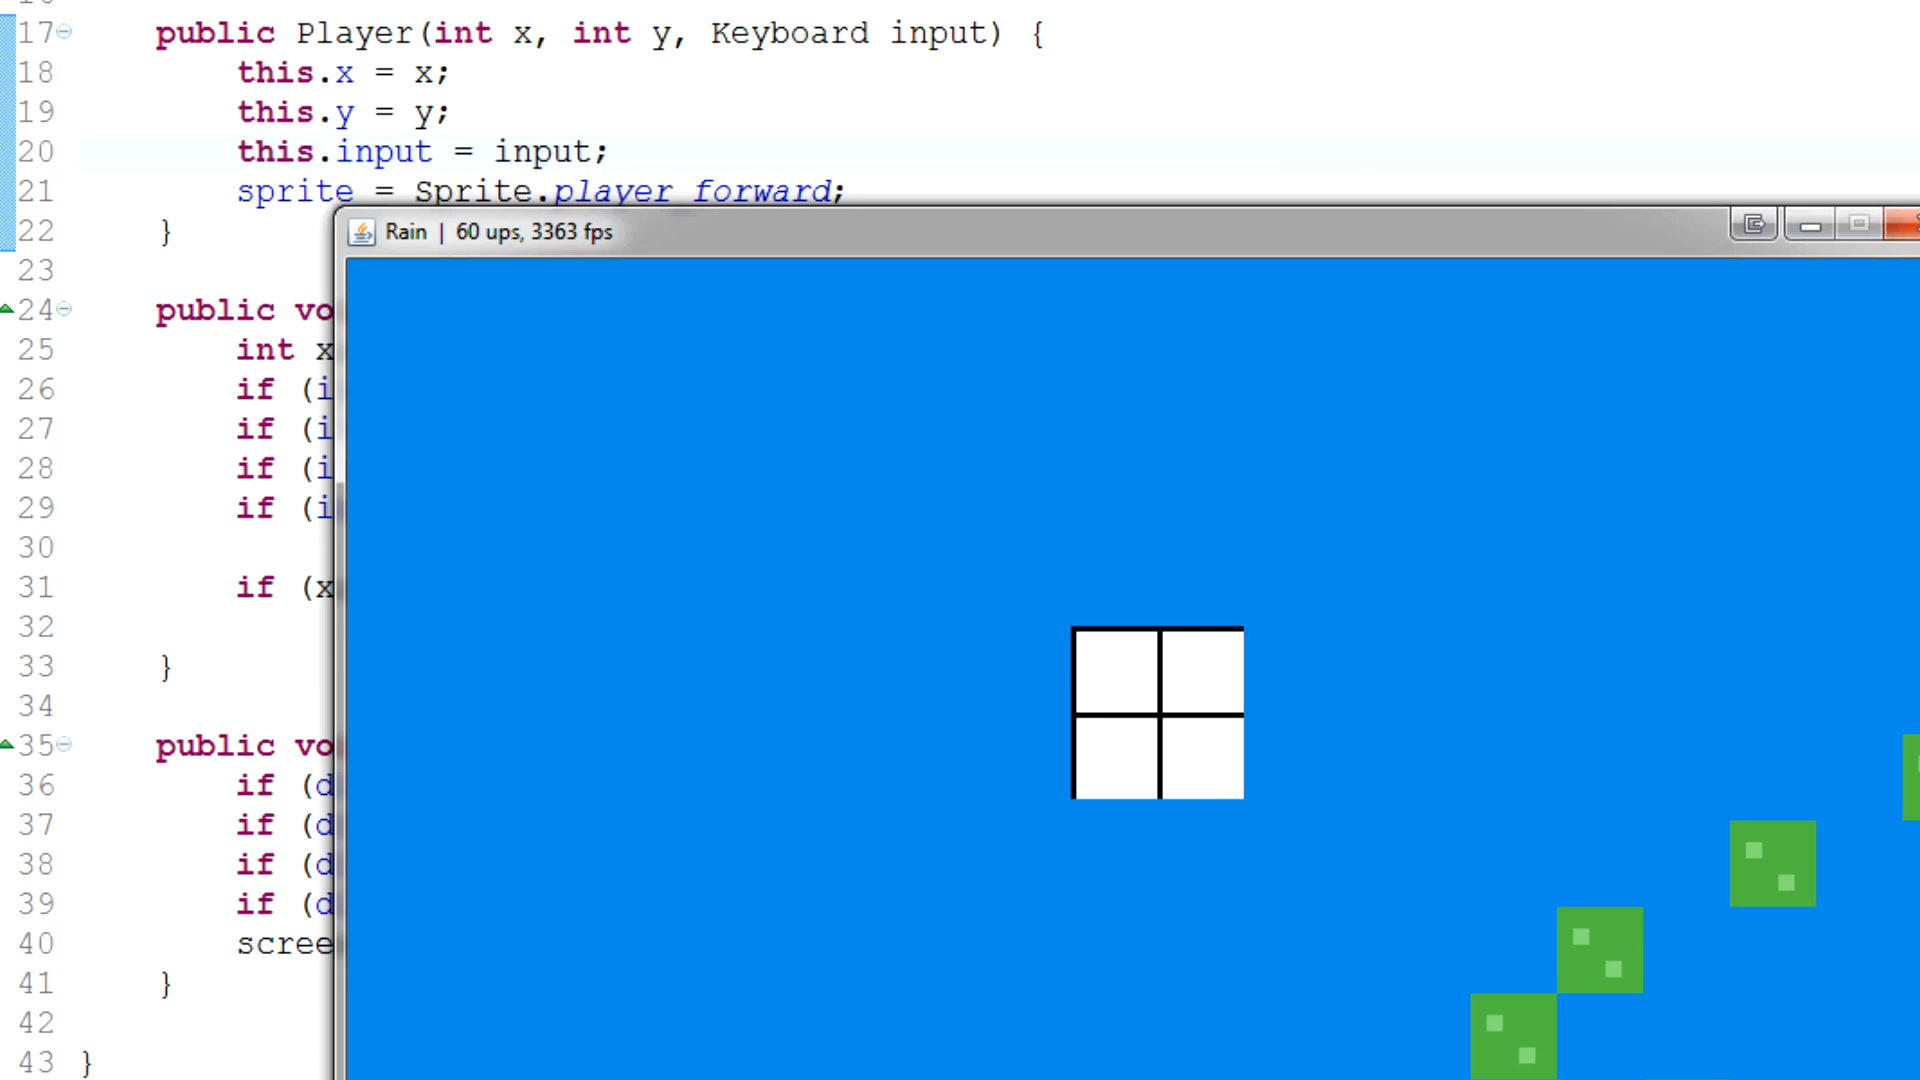 17 public Player(int x, int y, Keyboard input) {
18 this.x = x;
19 this.y = y;
20 this.input = input;
21 sprite = Sprite.player_forward;
22 }
Rain | 60 ups, 3363 fps
23
24 public vo
25 int x
26 if (i
27 if (i
28 if (i
29 if (i
30
31 if (x
32
33 }
34
35 public vo
36 if (d
37 if (d
38 if (d
39 if (d
40 scree
41 }
42
43 }